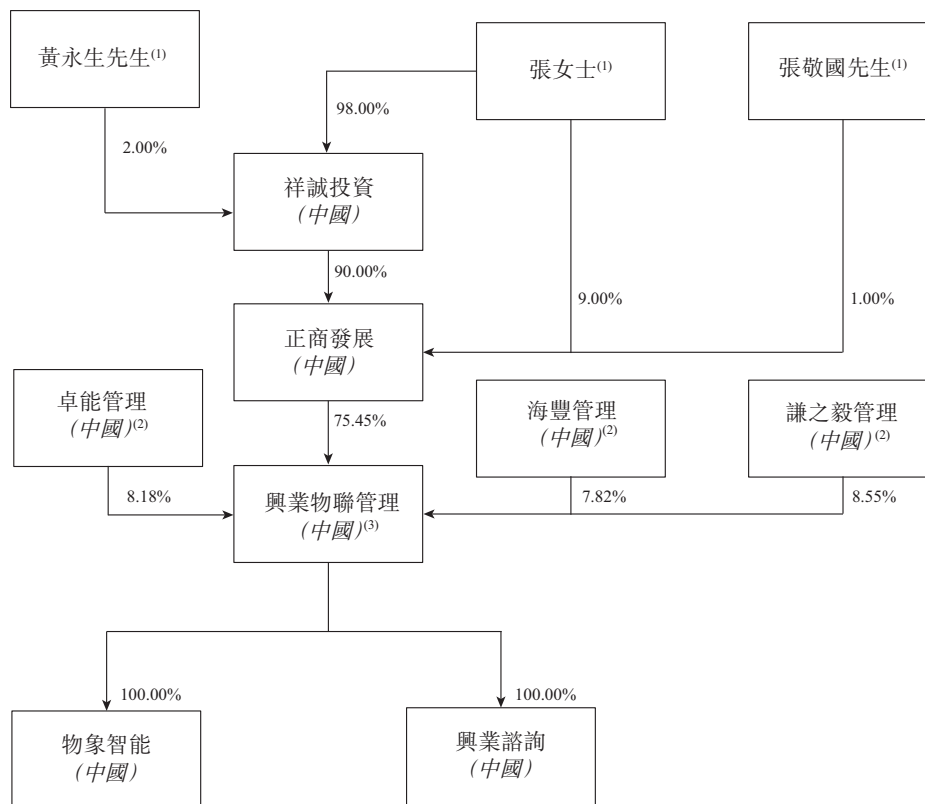 黃永生先生(1)
張女士(1)
張敬國先生(1)
98.00%
2.00%
祥誠投資
(中國)
90.00%
9.00%
1.00%
正商發展
(中國)
卓能管理
(中國)(2)
75.45%
海豐管理
(中國)(2)
謙之毅管理
(中國)(2)
8.18%
興業物聯管理
(中國)(3)
7.82%
8.55%
100.00%
100.00%
物象智能
(中國)
興業諮詢
(中國)